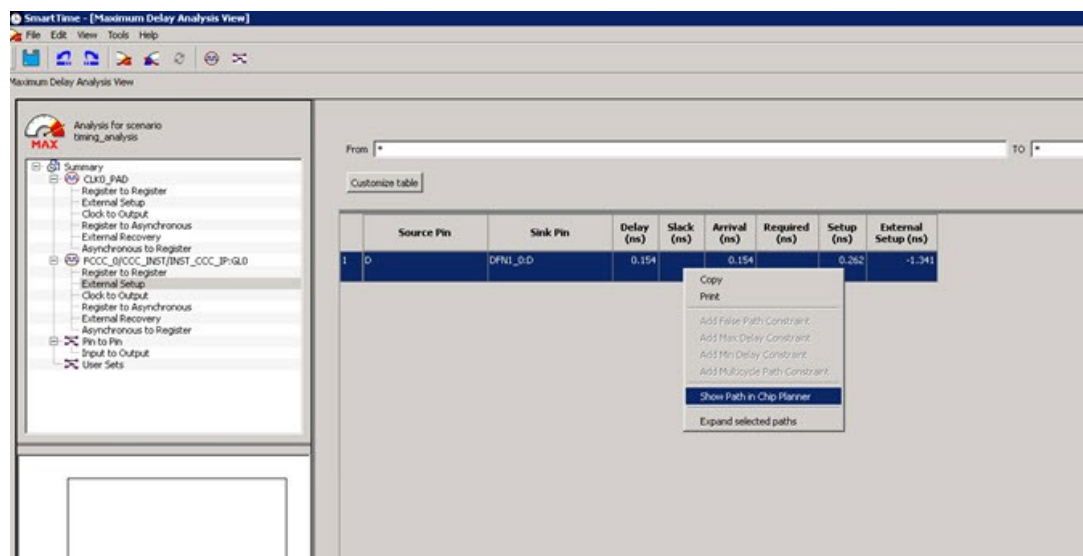 SmartTime - [Maximum Delay Analysis View]
File Edit View Tools Help
Maximum Delay Analysis View
Analysis for scenario
timing_analysis
MAX
Summary
CLK0_PAD
Register to Register
External Setup
Clock to Output
Register to Asynchronous
External Recovery
Asynchronous to Register
FCCC_0/CCC_INST/INST_CCC_IP:GL0
Register to Register
External Setup
Clock to Output
Register to Asynchronous
External Recovery
Asynchronous to Register
Pin to Pin
Input to Output
User Sets
From * TO *
Customize table
Source Pin Sink Pin Delay (ns) Slack (ns) Arrival (ns) Required (ns) Setup (ns) External Setup (ns)
1 D DFN1_0:D 0.154 0.154 0.262 -1.341
Copy
Print
Add False Path Constraint
Add Max Delay Constraint
Add Min Delay Constraint
Add Multicycle Path Constraint
Show Path in Chip Planner
Expand selected paths